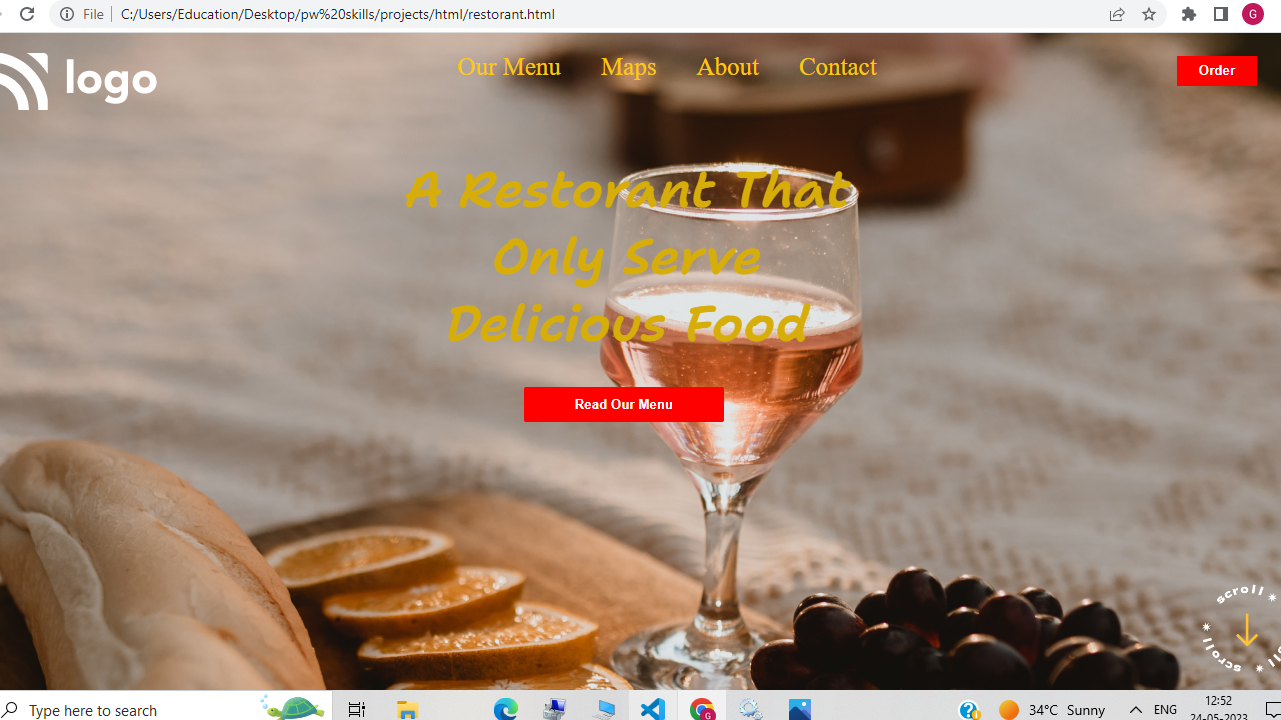 File C:/Users/Education/Desktop/pw%20skills/projects/html/restorant.html G
logo Our Menu Maps About Contact Order
A Restorant That
Only Serve
Delicious Food
Read Our Menu
scroll
scroll
scroll
Type here to search G 34°C Sunny ENG 12:52
24-05-2023